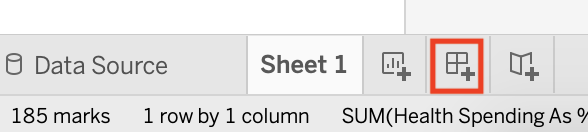 Data Source Sheet 1
185 marks 1 row by 1 column SUM(Health Spending As %